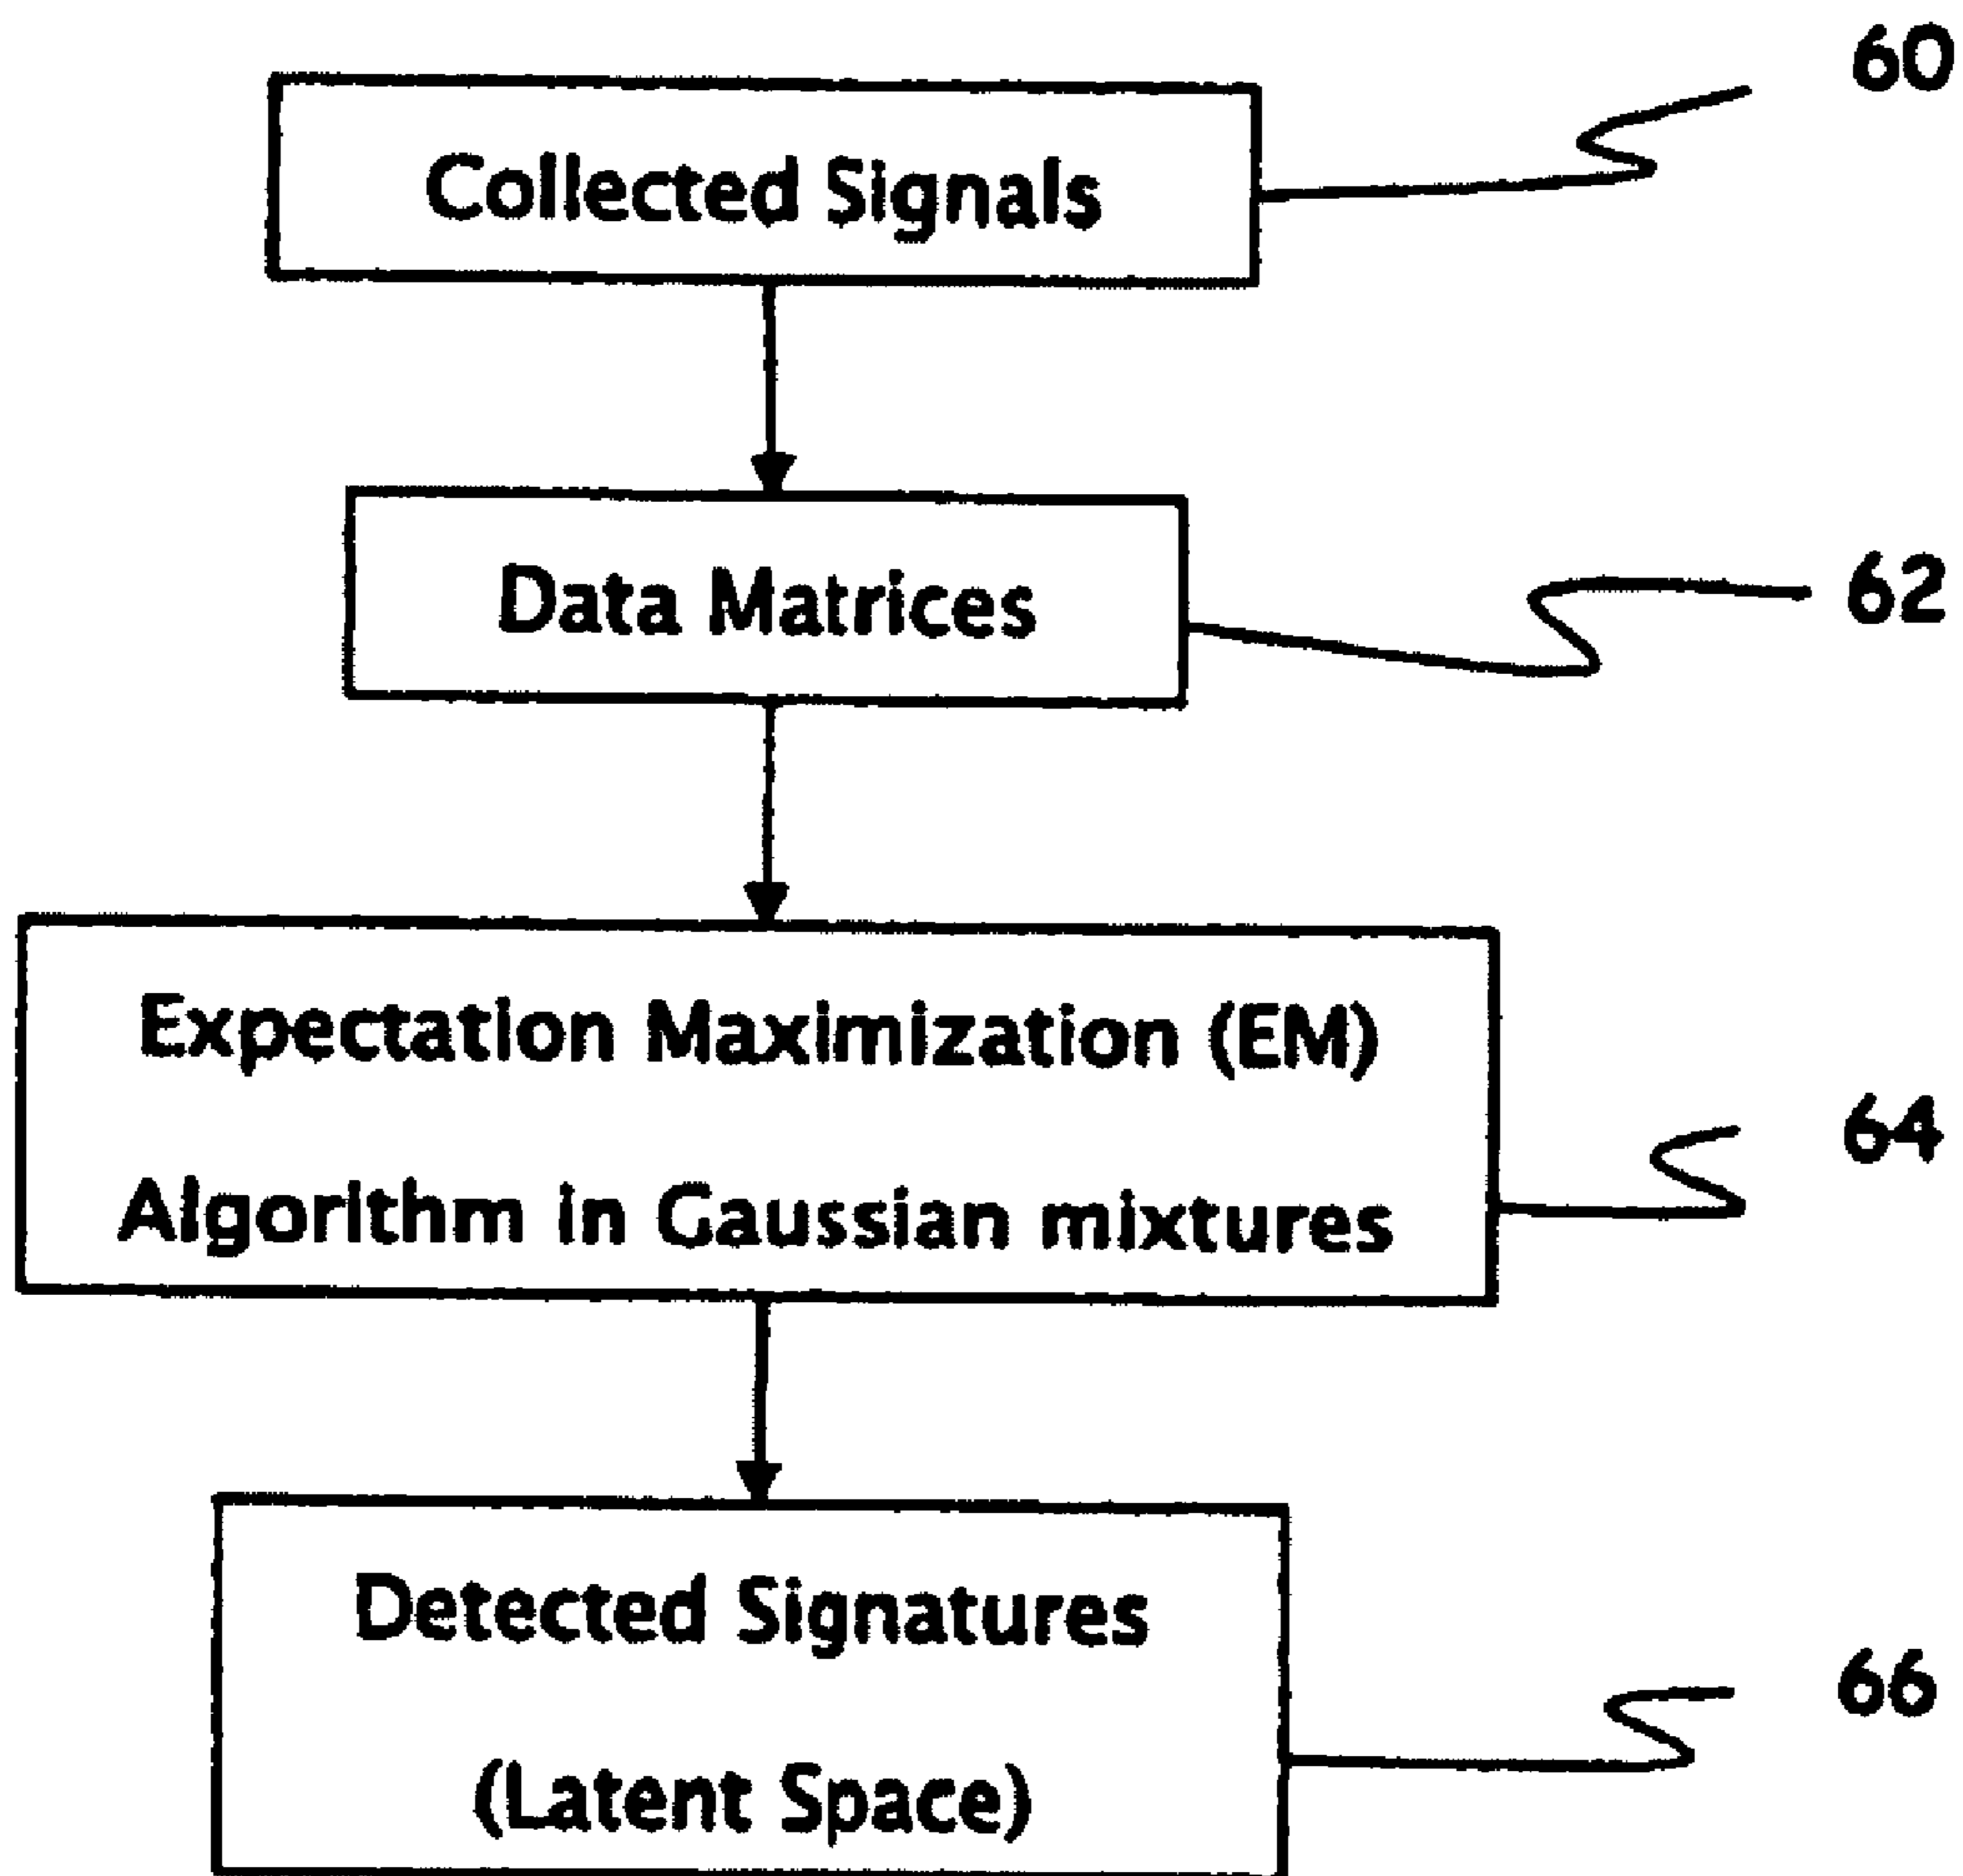 60
Collected Signals
Data Matrices
62
Expectation Maximization (EM)
Algorithm in Gaussian mixtures
64
Detected Signatures
(Latent Space)
66